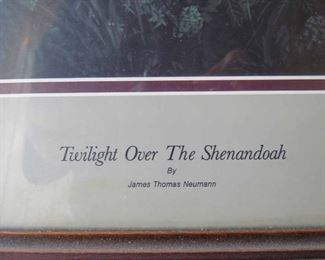 Twilight Over The Shenandoah
By
James Thomas Neumann